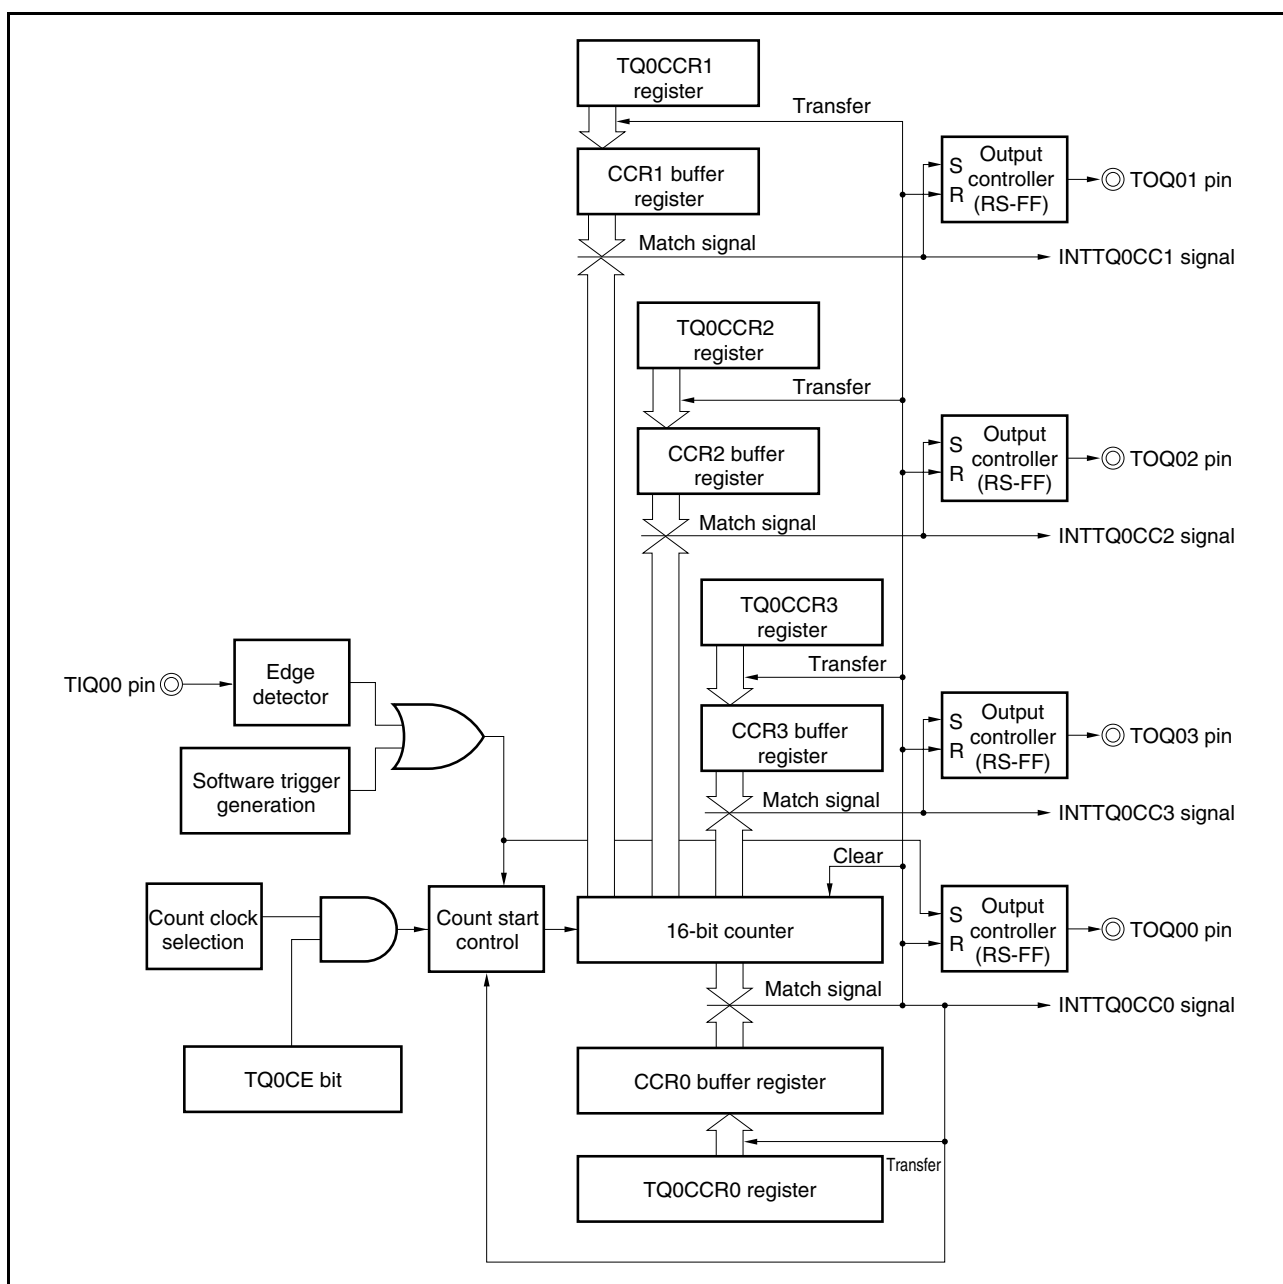 TQ0CCR1
register
Transfer
CCR1 buffer
register
S
R
Output
controller
(RS-FF)
TOQ01 pin
Match signal
INTTQ0CC1 signal
TQ0CCR2
register
Transfer
CCR2 buffer
register
S
R
Output
controller
(RS-FF)
TOQ02 pin
Match signal
INTTQ0CC2 signal
TQ0CCR3
register
Transfer
TIQ00 pin
Edge
detector
CCR3 buffer
register
S
R
Output
controller
(RS-FF)
TOQ03 pin
Software trigger
generation
Match signal
INTTQ0CC3 signal
Clear
Count clock
selection
Count start
control
16-bit counter
S
R
Output
controller
(RS-FF)
TOQ00 pin
Match signal
INTTQ0CC0 signal
TQ0CE bit
CCR0 buffer register
Transfer
TQ0CCR0 register